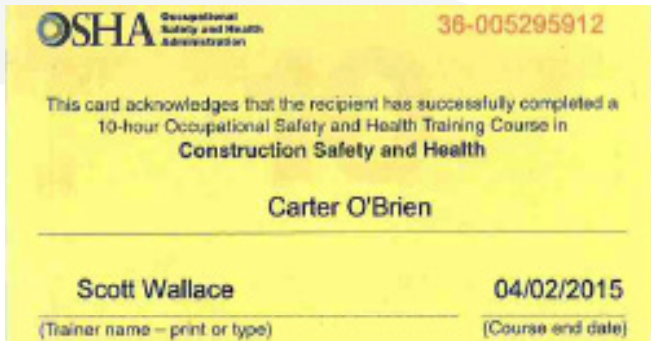 OSHA Occupational
Safety and Health
Administration
36-005295912
This card acknowledges that the recipient has successfully completed a
10-hour Occupational Safety and Health Training Course in
Construction Safety and Health
Carter O'Brien
Scott Wallace 04/02/2015
(Trainer name – print or type) (Course end date)